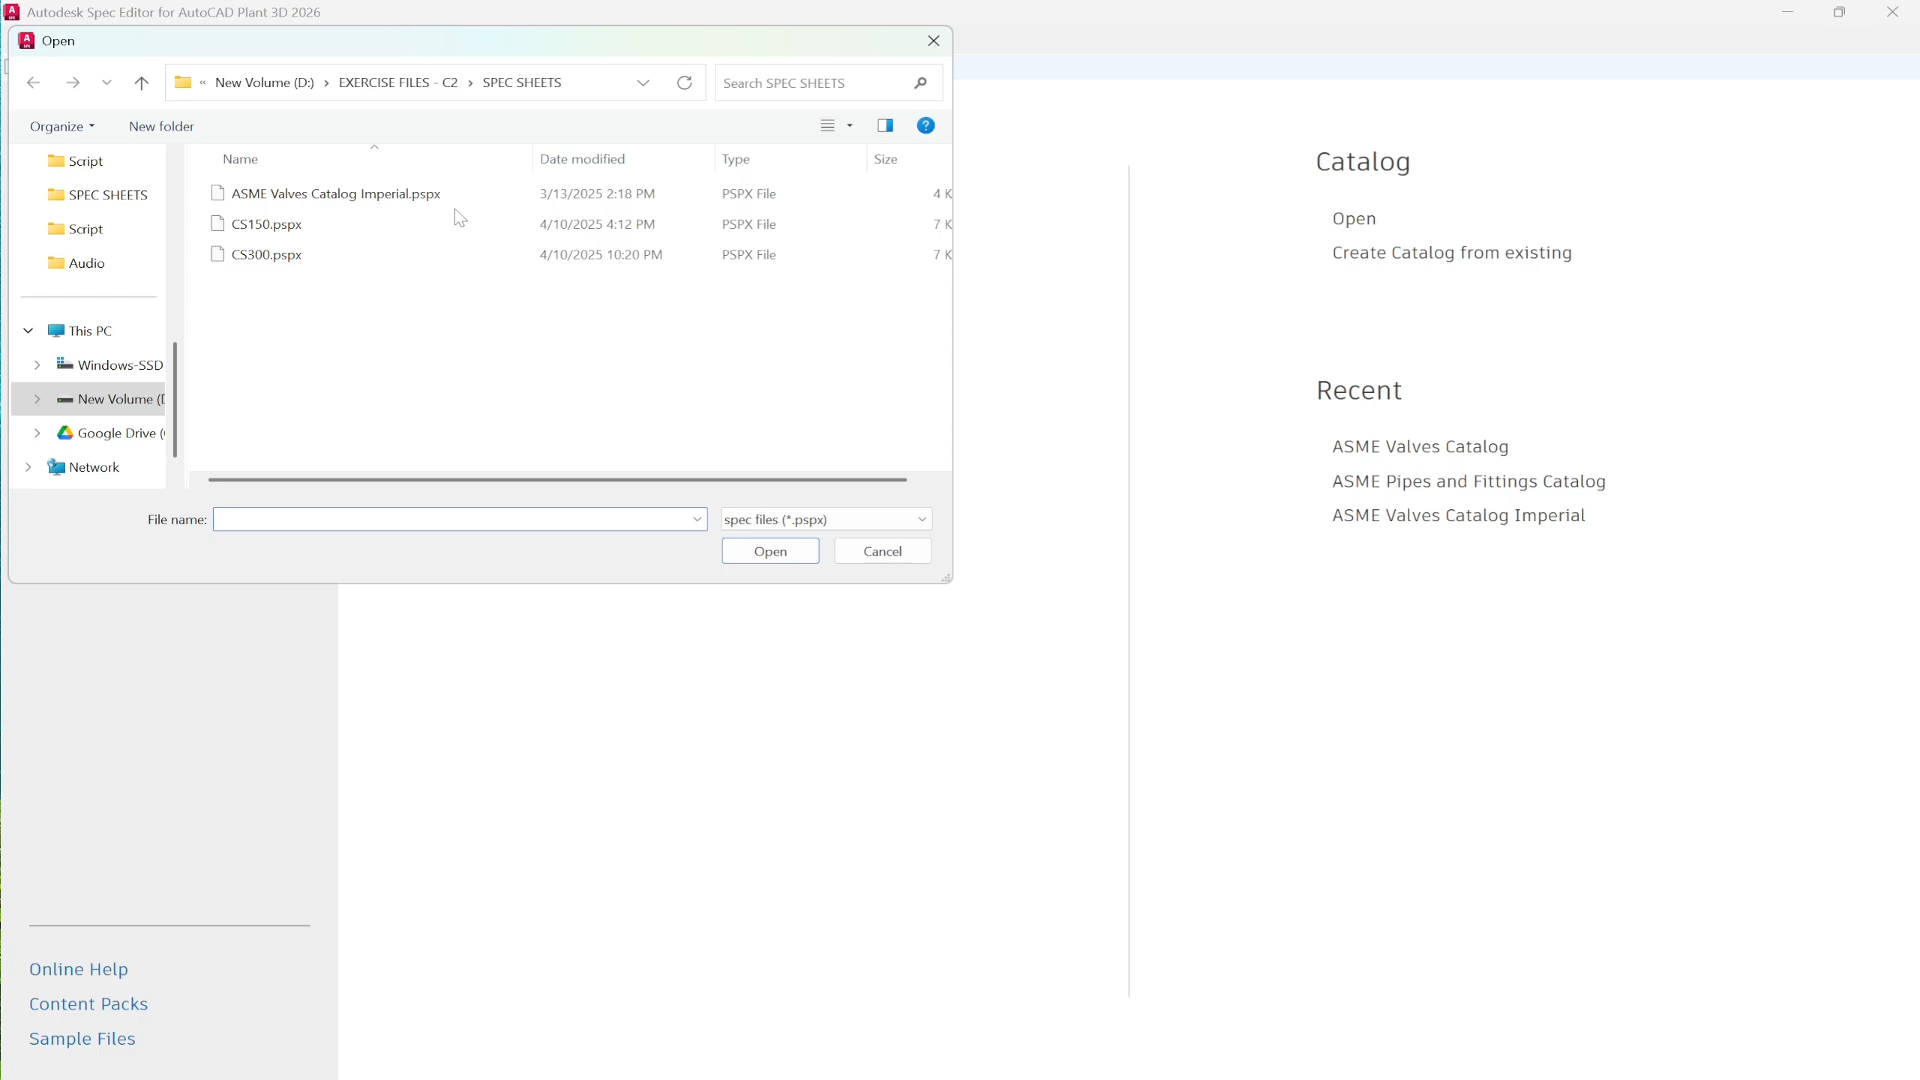 Autodesk Spec Editor for AutoCAD Plant 3D 2026
Open
« New Volume (D:) › EXERCISE FILES - C2 › SPEC SHEETS
Search SPEC SHEETS
Organize
New folder
Name
Date modified
Type
Size
ASME Valves Catalog Imperial.pspx 3/13/2025 2:18 PM PSPX File 4 K
CS150.pspx 4/10/2025 4:12 PM PSPX File 7 K
CS300.pspx 4/10/2025 10:20 PM PSPX File 7 K
Script
SPEC SHEETS
Script
Audio
This PC
Windows-SSD
New Volume (
Google Drive (
Network
File name:
spec files (*.pspx)
Open
Cancel
Catalog
Open
Create Catalog from existing
Recent
ASME Valves Catalog
ASME Pipes and Fittings Catalog
ASME Valves Catalog Imperial
Online Help
Content Packs
Sample Files